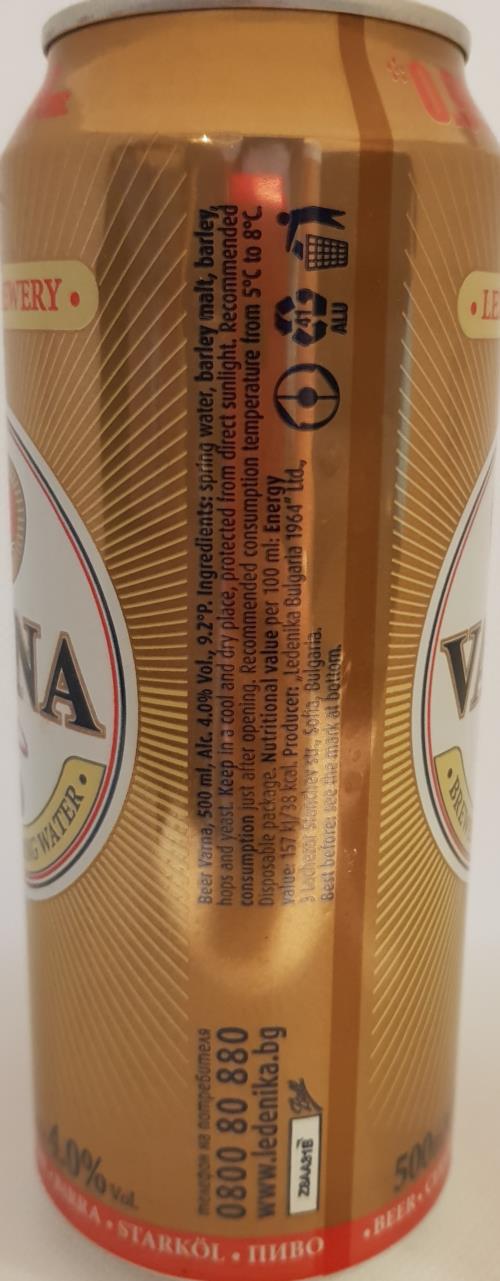 Beer Varna, 500 ml, Alc. 4.0% Vol., 9.2°P. Ingredients: spring water, barley malt, barley,
hops and yeast. Keep in a cool and dry place, protected from direct sunlight. Recommended
consumption just after opening. Recommended consumption temperature from 5°C to 8°C.
Disposable package. Nutritional value per 100 ml: Energy
value: 157 kJ/38 kcal. Producer: „Ledenika Bulgaria 1964" Ltd.,
3 Lachezar Stanchev str., Sofia, Bulgaria.
Best before: see the mark at bottom.
41
ALU
телефон на потребителя
0800 80 880
www.ledenika.bg
EWERY •
NA
NG WATER •
4.0% Vol.
• LE
VA
• BREW
500
BIRRA • STARKÖL • ПИВО • BEER •